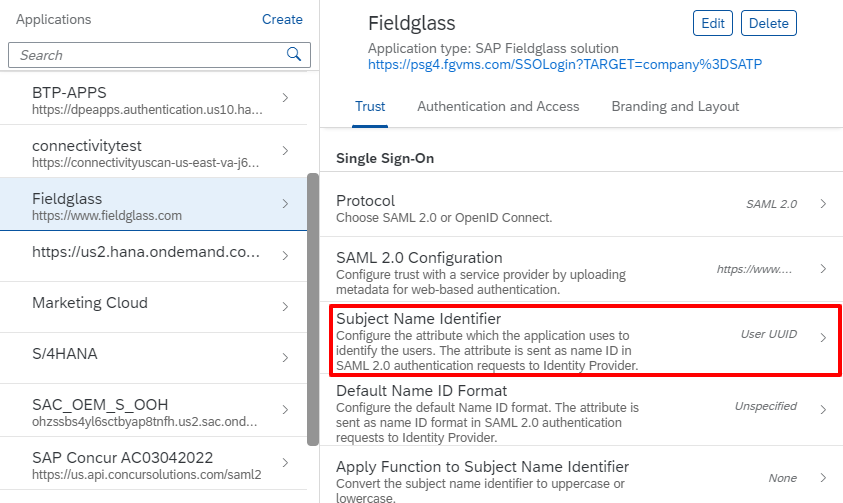 Applications
Create
Search
BTP-APPS
https://dpeapps.authentication.us10.ha...
connectivitytest
https://connectivityuscan-us-east-va-j6...
Fieldglass
https://www.fieldglass.com
https://us2.hana.ondemand.co...
Marketing Cloud
S/4HANA
SAC_OEM_S_OOH
ohzssbs4yl6sctbyap8tnfh.us2.sac.ond...
SAP Concur AC03042022
https://us.api.concursolutions.com/saml2
Fieldglass
Edit
Delete
Application type: SAP Fieldglass solution
https://psg4.fgvms.com/SSOLogin?TARGET=company%3DSATP
Trust
Authentication and Access
Branding and Layout
Single Sign-On
Protocol
Choose SAML 2.0 or OpenID Connect.
SAML 2.0
SAML 2.0 Configuration
Configure trust with a service provider by uploading
metadata for web-based authentication.
https://www....
Subject Name Identifier
Configure the attribute which the application uses to
identify the users. The attribute is sent as name ID in
SAML 2.0 authentication requests to Identity Provider.
User UUID
Default Name ID Format
Configure the default Name ID format. The attribute is
sent as name ID format in SAML 2.0 authentication
requests to Identity Provider.
Unspecified
Apply Function to Subject Name Identifier
Convert the subject name identifier to uppercase or
lowercase.
None